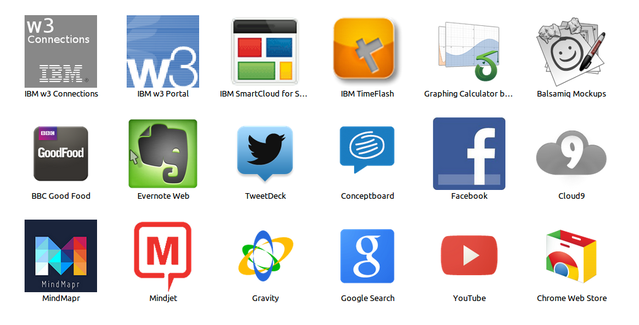 w3
Connections
IBM
w3
IBM w3 Connections
IBM w3 Portal
IBM SmartCloud for S...
IBM TimeFlash
Graphing Calculator b...
Balsamiq Mockups
BBC
GoodFood
f
9
BBC Good Food
Evernote Web
TweetDeck
Conceptboard
Facebook
Cloud9
M
MindMapr
M
g
MindMapr
Mindjet
Gravity
Google Search
YouTube
Chrome Web Store